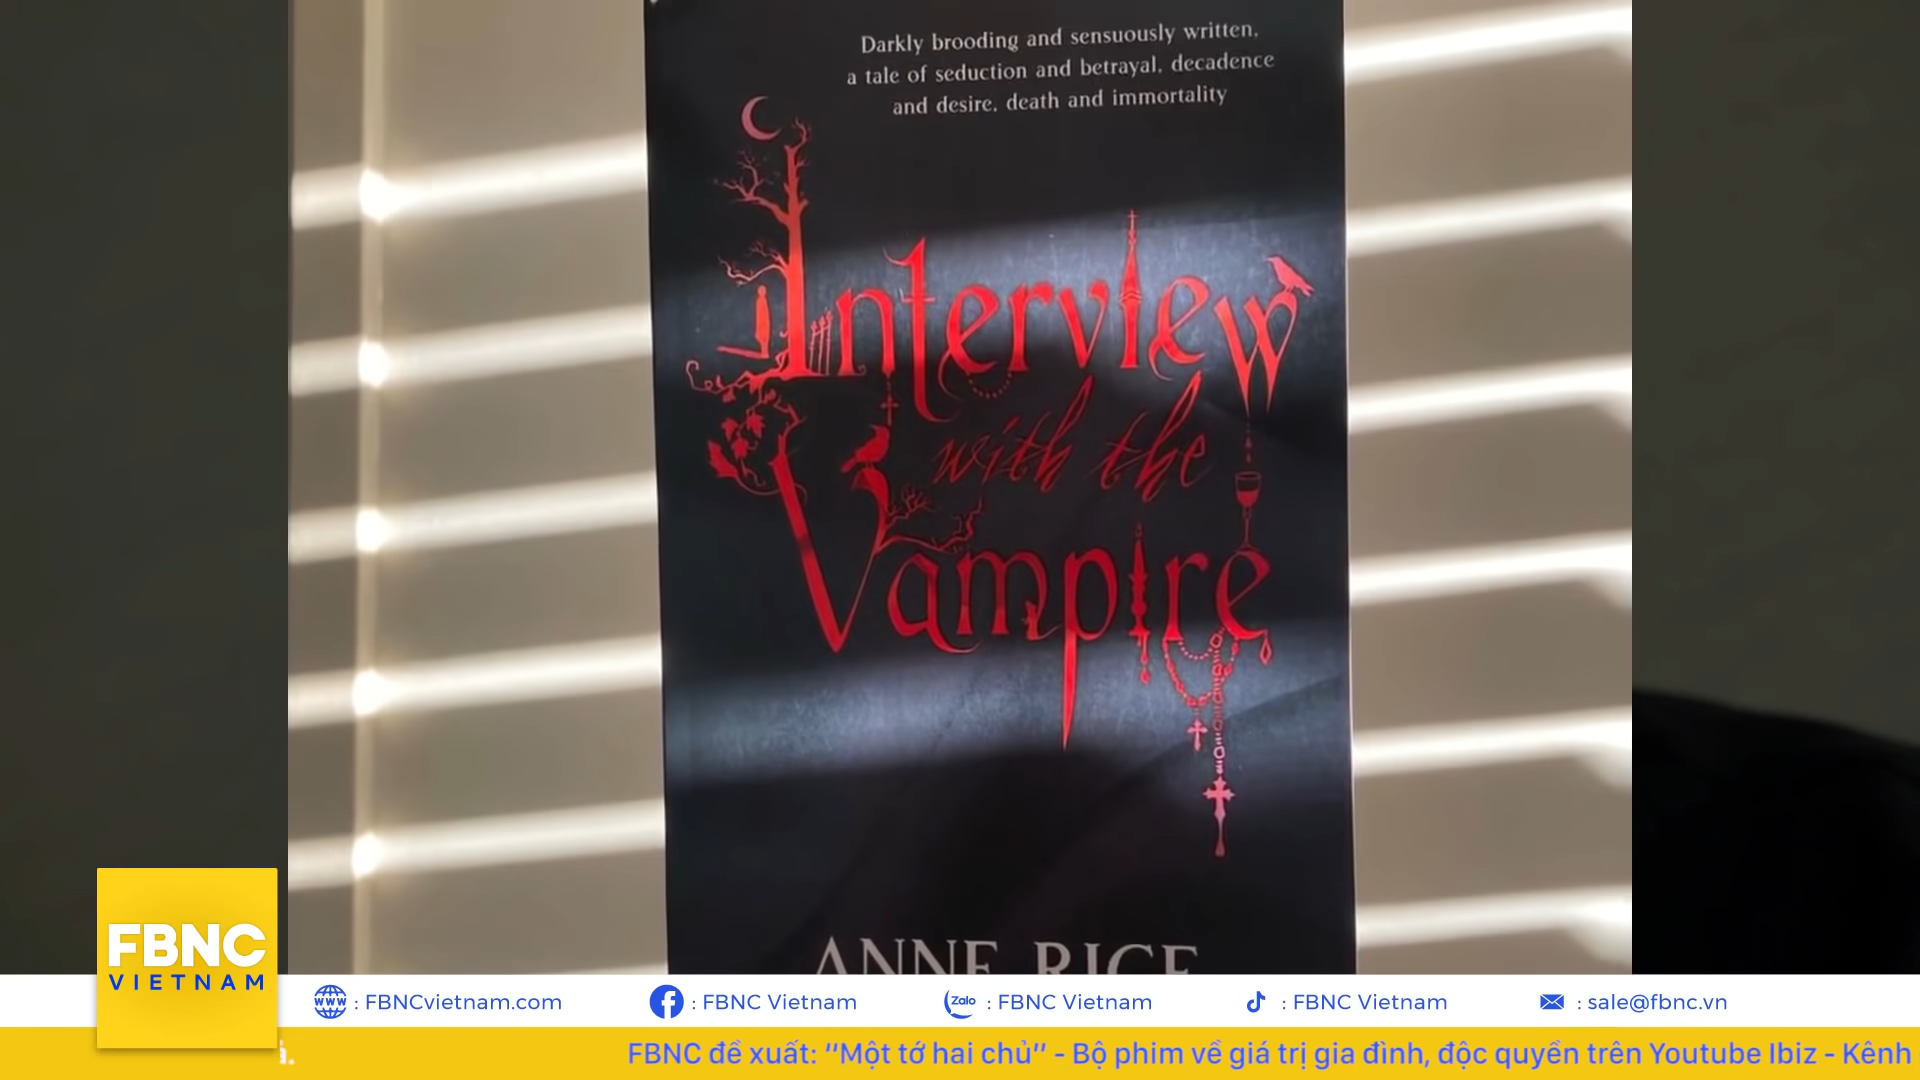 Darkly brooding and sensuously written,
a tale of seduction and betrayal, decadence
and desire, death and immortality
Interview
with the
Vampire
ANNE RICE
FBNC
VIETNAM
www : FBNCvietnam.com
: FBNC Vietnam
Zalo : FBNC Vietnam
: FBNC Vietnam
: sale@fbnc.vn
FBNC đề xuất: "Một tớ hai chủ" - Bộ phim về giá trị gia đình, độc quyền trên Youtube Ibiz - Kênh